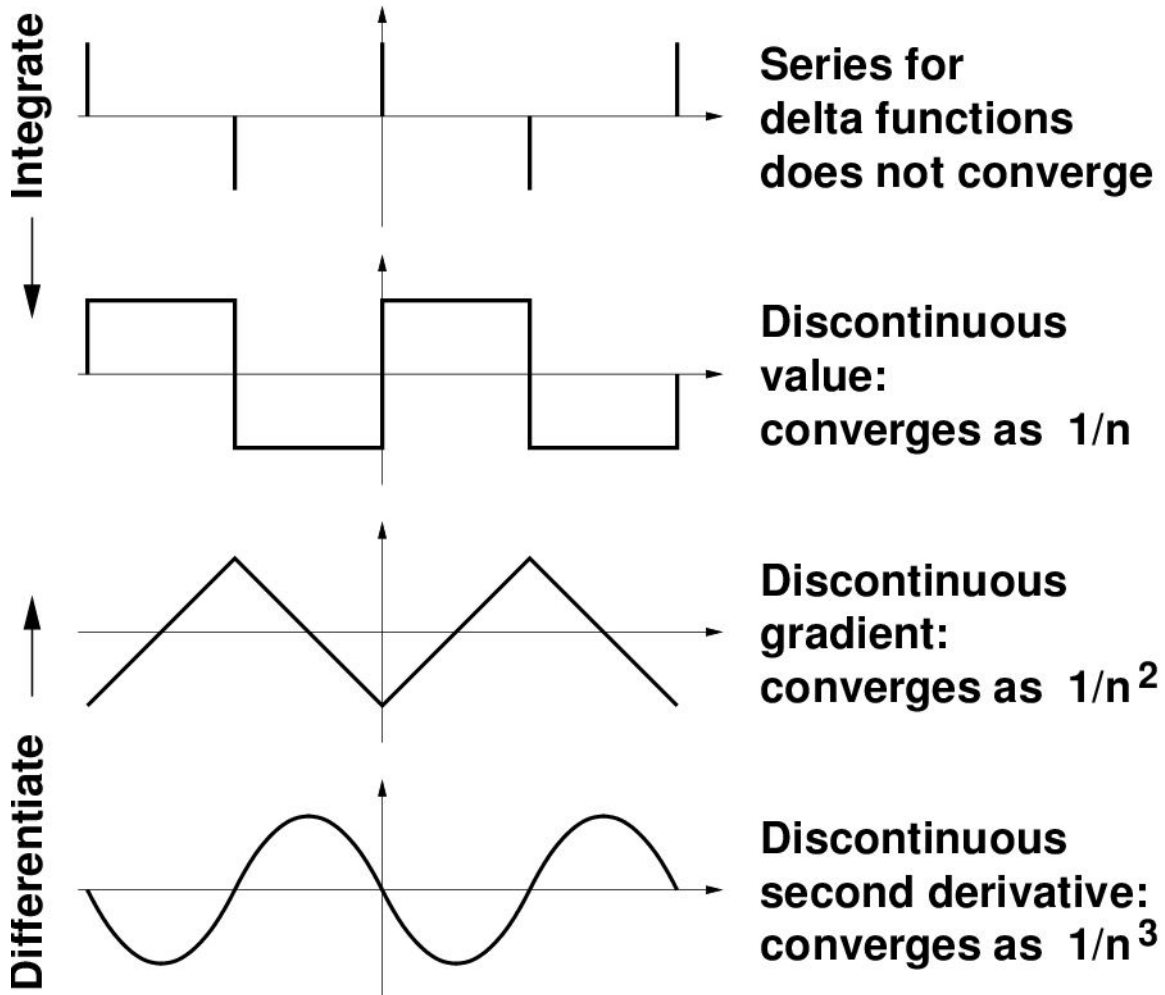 Integrate
Series for
delta functions
does not converge
Discontinuous
value:
converges as 1/n
Differentiate
Discontinuous
gradient:
converges as 1/n²
Discontinuous
second derivative:
converges as 1/n³